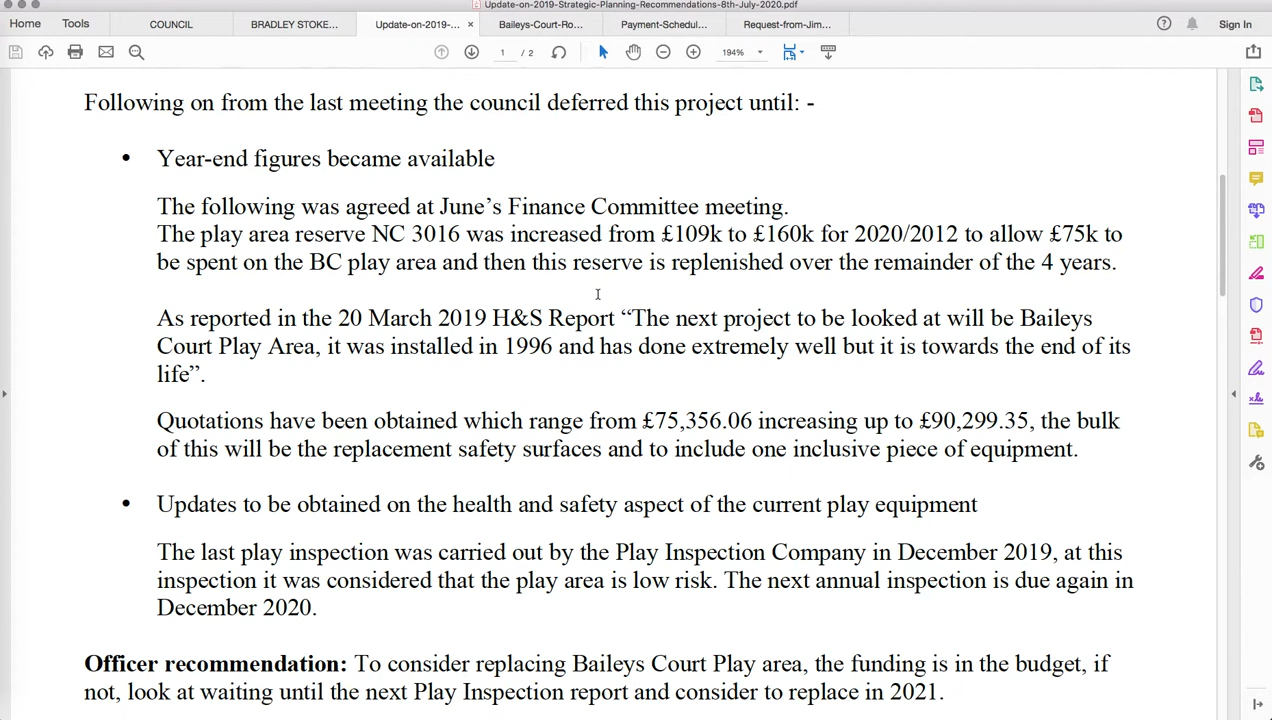 Update-on-2019-Strategic-Planning-Recommendations-8th-July-2020.pdf
Home Tools COUNCIL BRADLEY STOKE... Update-on-2019-... × Baileys-Court-Ro... Payment-Schedul... Request-from-Jim... Sign In
1 / 2 194%
Following on from the last meeting the council deferred this project until: -
• Year-end figures became available
The following was agreed at June’s Finance Committee meeting.
The play area reserve NC 3016 was increased from £109k to £160k for 2020/2012 to allow £75k to
be spent on the BC play area and then this reserve is replenished over the remainder of the 4 years.
As reported in the 20 March 2019 H&S Report “The next project to be looked at will be Baileys
Court Play Area, it was installed in 1996 and has done extremely well but it is towards the end of its
life”.
Quotations have been obtained which range from £75,356.06 increasing up to £90,299.35, the bulk
of this will be the replacement safety surfaces and to include one inclusive piece of equipment.
• Updates to be obtained on the health and safety aspect of the current play equipment
The last play inspection was carried out by the Play Inspection Company in December 2019, at this
inspection it was considered that the play area is low risk. The next annual inspection is due again in
December 2020.
Officer recommendation: To consider replacing Baileys Court Play area, the funding is in the budget, if
not, look at waiting until the next Play Inspection report and consider to replace in 2021.